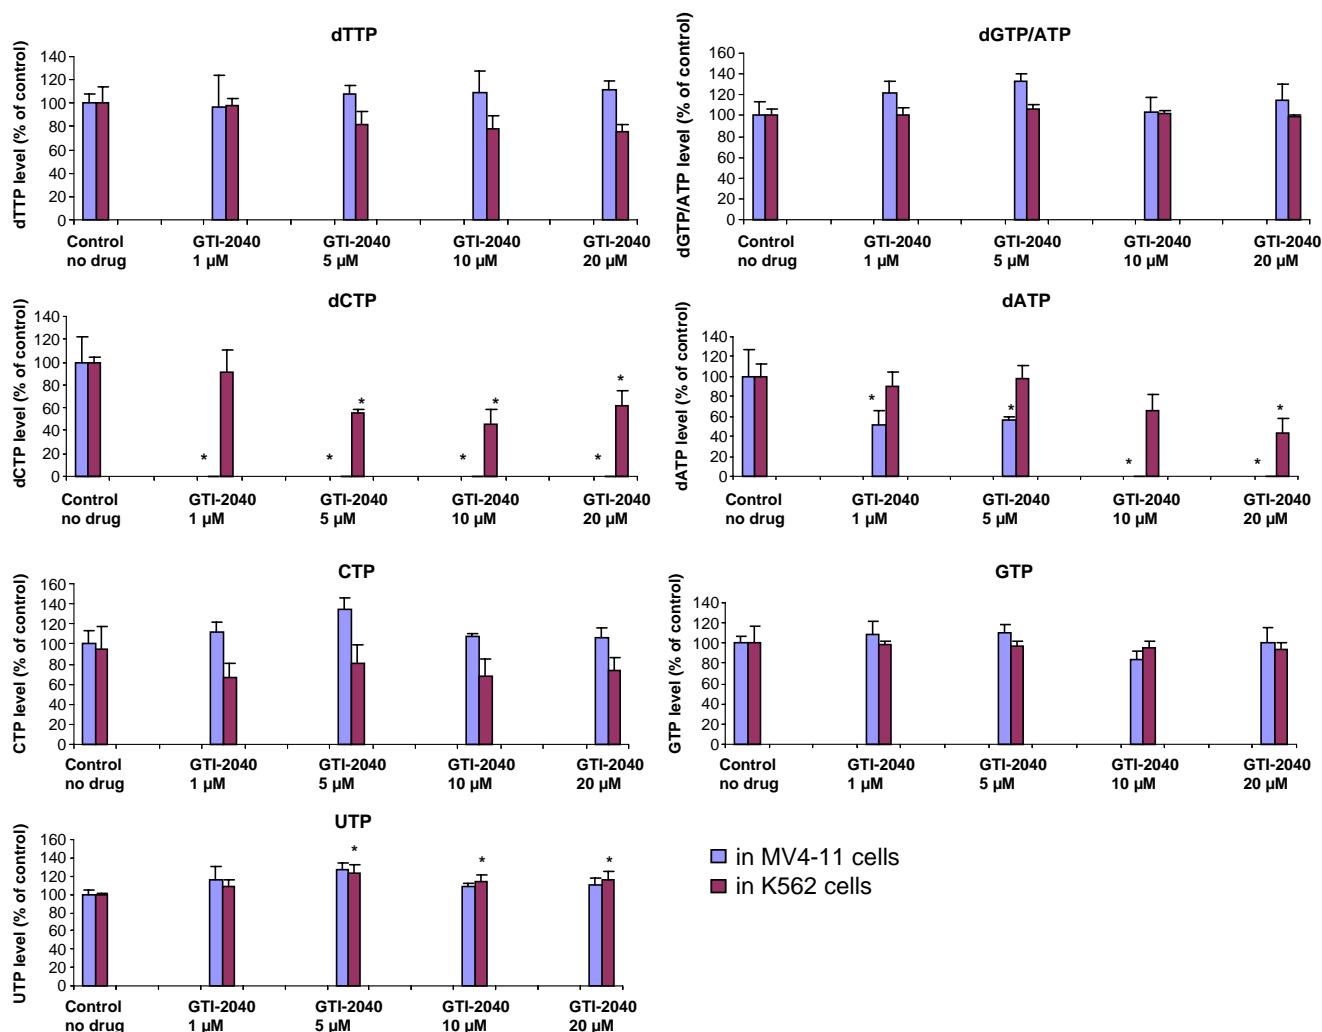 dTTP
dTTP level (% of control)
140
120
100
80
60
40
20
0
Control GTI-2040 GTI-2040 GTI-2040 GTI-2040
no drug 1 µM 5 µM 10 µM 20 µM
dGTP/ATP
dGTP/ATP level (% of control)
160
140
120
100
80
60
40
20
0
Control GTI-2040 GTI-2040 GTI-2040 GTI-2040
no drug 1 µM 5 µM 10 µM 20 µM
dCTP
dCTP level (% of control)
140
120
100
80
60
40
20
0
* * * * * * *
Control GTI-2040 GTI-2040 GTI-2040 GTI-2040
no drug 1 µM 5 µM 10 µM 20 µM
dATP
dATP level (% of control)
140
120
100
80
60
40
20
0
* * * * *
Control GTI-2040 GTI-2040 GTI-2040 GTI-2040
no drug 1 µM 5 µM 10 µM 20 µM
CTP
CTP level (% of control)
160
140
120
100
80
60
40
20
0
Control GTI-2040 GTI-2040 GTI-2040 GTI-2040
no drug 1 µM 5 µM 10 µM 20 µM
GTP
GTP level (% of control)
140
120
100
80
60
40
20
0
Control GTI-2040 GTI-2040 GTI-2040 GTI-2040
no drug 1 µM 5 µM 10 µM 20 µM
UTP
UTP level (% of control)
160
140
120
100
80
60
40
20
0
* * *
Control GTI-2040 GTI-2040 GTI-2040 GTI-2040
no drug 1 µM 5 µM 10 µM 20 µM
in MV4-11 cells
in K562 cells